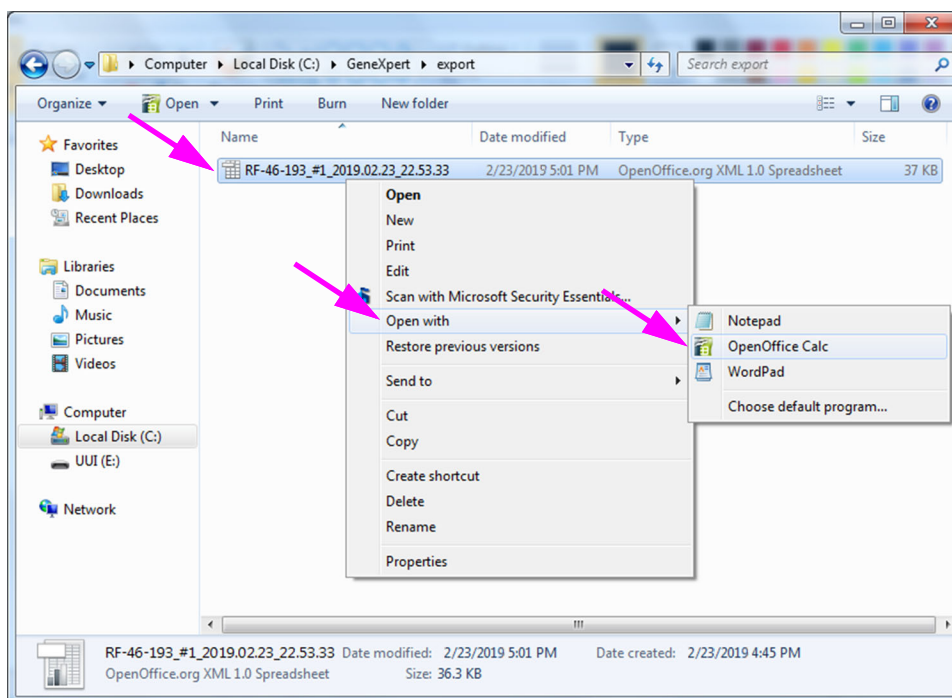 Computer Local Disk (C:) GeneXpert export
Search export
Organize Open Print Burn New folder
Name Date modified Type Size
RF-46-193_#1_2019.02.23_22.53.33 2/23/2019 5:01 PM OpenOffice.org XML 1.0 Spreadsheet 37 KB
Favorites
Desktop
Downloads
Recent Places
Libraries
Documents
Music
Pictures
Videos
Computer
Local Disk (C:)
UUI (E:)
Network
Open
New
Print
Edit
Scan with Microsoft Security Essentials...
Open with
Restore previous versions
Send to
Cut
Copy
Create shortcut
Delete
Rename
Properties
Notepad
OpenOffice Calc
WordPad
Choose default program...
RF-46-193_#1_2019.02.23_22.53.33 Date modified: 2/23/2019 5:01 PM Date created: 2/23/2019 4:45 PM
OpenOffice.org XML 1.0 Spreadsheet Size: 36.3 KB